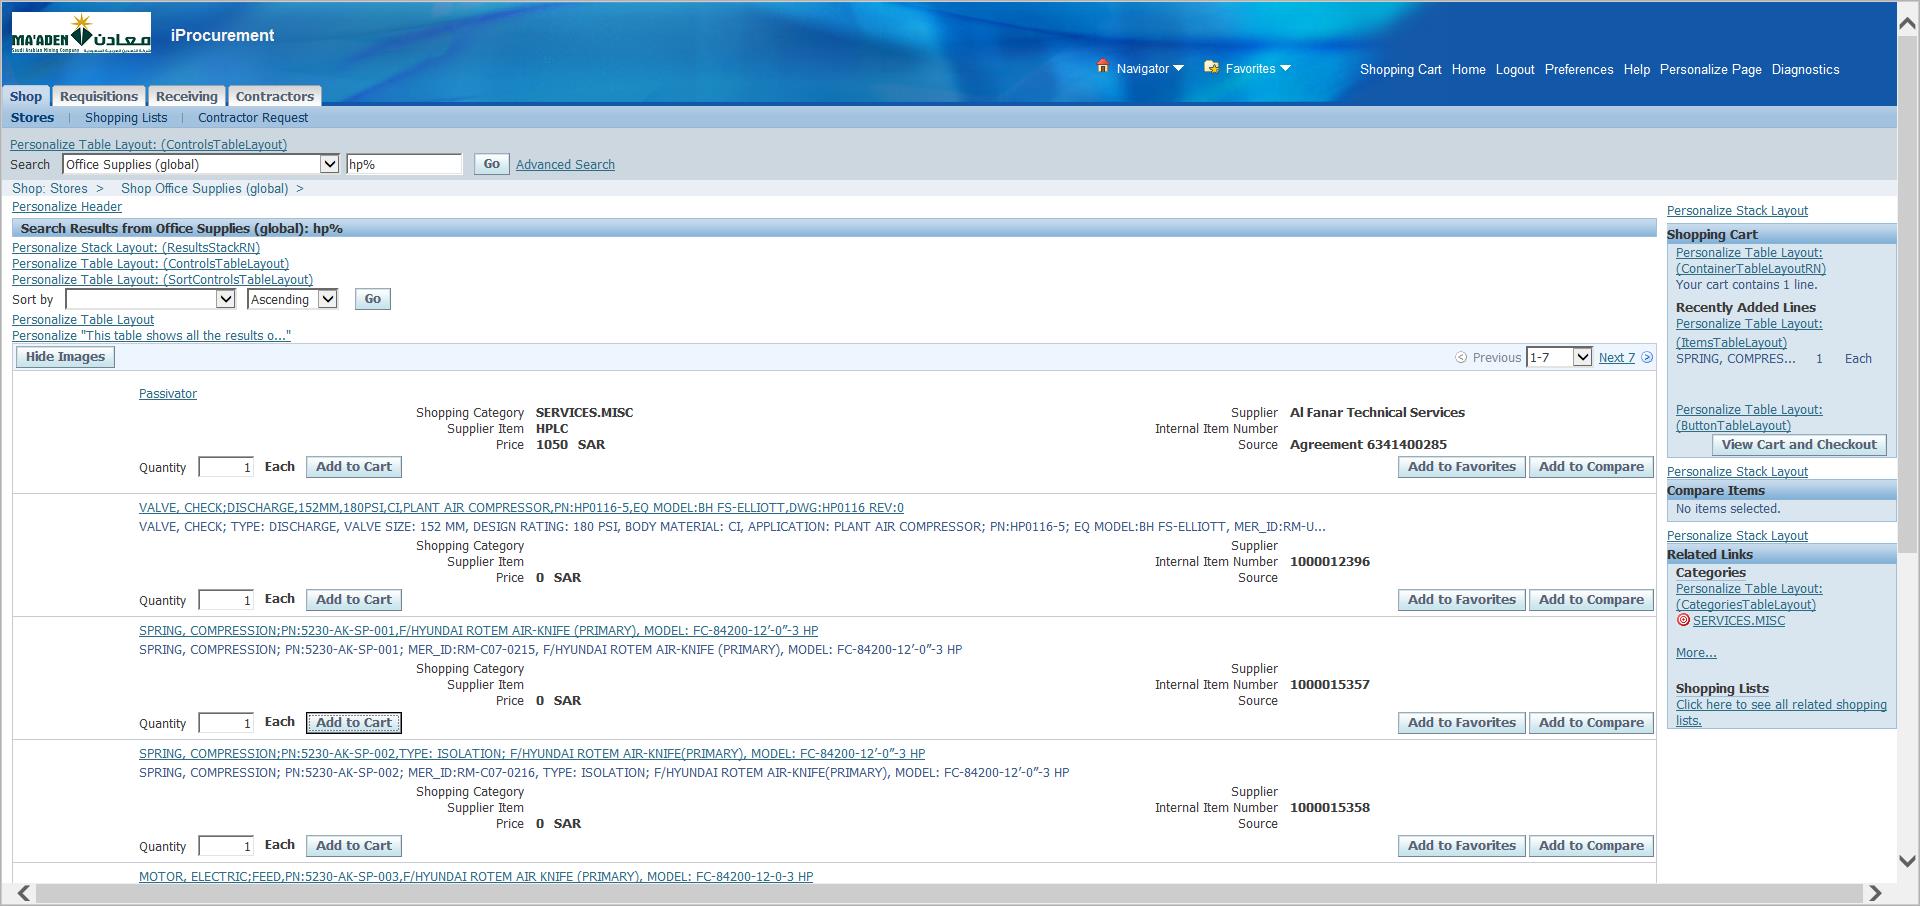 MA'ADEN معادن
Saudi Arabian Mining Company
iProcurement
Navigator
Favorites
Shopping Cart Home Logout Preferences Help Personalize Page Diagnostics
Shop Requisitions Receiving Contractors
Stores | Shopping Lists | Contractor Request
Personalize Table Layout: (ControlsTableLayout)
Search Office Supplies (global) hp% Go Advanced Search
Shop: Stores > Shop Office Supplies (global) >
Personalize Header
Search Results from Office Supplies (global): hp%
Personalize Stack Layout: (ResultsStackRN)
Personalize Table Layout: (ControlsTableLayout)
Personalize Table Layout: (SortControlsTableLayout)
Sort by Ascending Go
Personalize Table Layout
Personalize "This table shows all the results o..."
Hide Images
Previous 1-7 Next 7
Passivator
Shopping Category SERVICES.MISC Supplier Al Fanar Technical Services
Supplier Item HPLC Internal Item Number
Price 1050 SAR Source Agreement 6341400285
Quantity 1 Each Add to Cart Add to Favorites Add to Compare
VALVE, CHECK;DISCHARGE,152MM,180PSI,CI,PLANT AIR COMPRESSOR,PN:HP0116-5,EQ MODEL:BH FS-ELLIOTT,DWG:HP0116 REV:0
VALVE, CHECK; TYPE: DISCHARGE, VALVE SIZE: 152 MM, DESIGN RATING: 180 PSI, BODY MATERIAL: CI, APPLICATION: PLANT AIR COMPRESSOR; PN:HP0116-5; EQ MODEL:BH FS-ELLIOTT, MER_ID:RM-U...
Shopping Category Supplier
Supplier Item Internal Item Number 1000012396
Price 0 SAR Source
Quantity 1 Each Add to Cart Add to Favorites Add to Compare
SPRING, COMPRESSION;PN:5230-AK-SP-001,F/HYUNDAI ROTEM AIR-KNIFE (PRIMARY), MODEL: FC-84200-12’-0”-3 HP
SPRING, COMPRESSION; PN:5230-AK-SP-001; MER_ID:RM-C07-0215, F/HYUNDAI ROTEM AIR-KNIFE (PRIMARY), MODEL: FC-84200-12’-0”-3 HP
Shopping Category Supplier
Supplier Item Internal Item Number 1000015357
Price 0 SAR Source
Quantity 1 Each Add to Cart Add to Favorites Add to Compare
SPRING, COMPRESSION;PN:5230-AK-SP-002,TYPE: ISOLATION; F/HYUNDAI ROTEM AIR-KNIFE(PRIMARY), MODEL: FC-84200-12’-0”-3 HP
SPRING, COMPRESSION; PN:5230-AK-SP-002; MER_ID:RM-C07-0216, TYPE: ISOLATION; F/HYUNDAI ROTEM AIR-KNIFE(PRIMARY), MODEL: FC-84200-12’-0”-3 HP
Shopping Category Supplier
Supplier Item Internal Item Number 1000015358
Price 0 SAR Source
Quantity 1 Each Add to Cart Add to Favorites Add to Compare
MOTOR, ELECTRIC;FEED,PN:5230-AK-SP-003,F/HYUNDAI ROTEM AIR KNIFE (PRIMARY), MODEL: FC-84200-12-0-3 HP
Personalize Stack Layout
Shopping Cart
Personalize Table Layout:
(ContainerTableLayoutRN)
Your cart contains 1 line.
Recently Added Lines
Personalize Table Layout:
(ItemsTableLayout)
SPRING, COMPRES... 1 Each
Personalize Table Layout:
(ButtonTableLayout)
View Cart and Checkout
Personalize Stack Layout
Compare Items
No items selected.
Personalize Stack Layout
Related Links
Categories
Personalize Table Layout:
(CategoriesTableLayout)
SERVICES.MISC
More...
Shopping Lists
Click here to see all related shopping
lists.